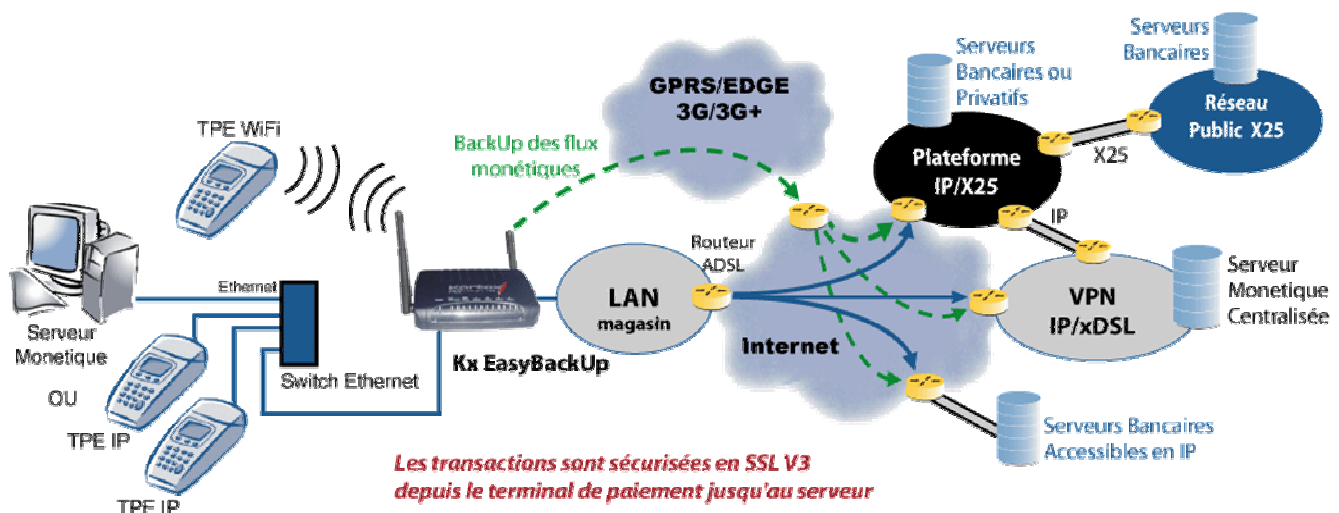 Serveurs
Bancaires
Serveurs
Bancaires ou
Privatifs
GPRS/EDGE
3G/3G+
Réseau
Public X25
TPE WiFi
BackUp des flux
monétiques
X25
Plateforme
IP/X25
IP
Routeur
ADSL
Ethernet
LAN
magasin
VPN
IP/xDSL
Serveur
Monetique
Centralisée
Serveur
Monetique
Internet
Kx EasyBackUp
Switch Ethernet
OU
TPE IP
TPE IP
Serveurs Bancaires
Accessibles en IP
Les transactions sont sécurisées en SSL V3
depuis le terminal de paiement jusqu'au serveur